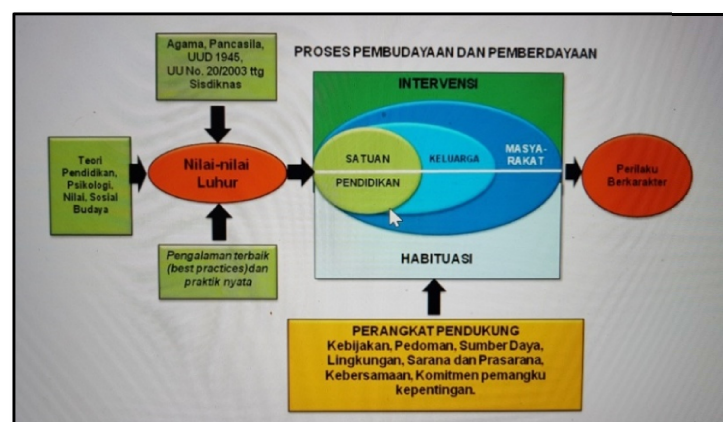 Agama, Pancasila,
UUD 1945,
UU No. 20/2003 ttg
Sisdiknas
PROSES PEMBUDAYAAN DAN PEMBERDAYAAN
INTERVENSI
Teori
Pendidikan,
Psikologi,
Nilai, Sosial
Budaya
Nilai-nilai
Luhur
SATUAN
PENDIDIKAN
KELUARGA
MASYA-
RAKAT
Perilaku
Berkarakter
Pengalaman terbaik
(best practices)dan
praktik nyata
HABITUASI
PERANGKAT PENDUKUNG
Kebijakan, Pedoman, Sumber Daya,
Lingkungan, Sarana dan Prasarana,
Kebersamaan, Komitmen pemangku
kepentingan.